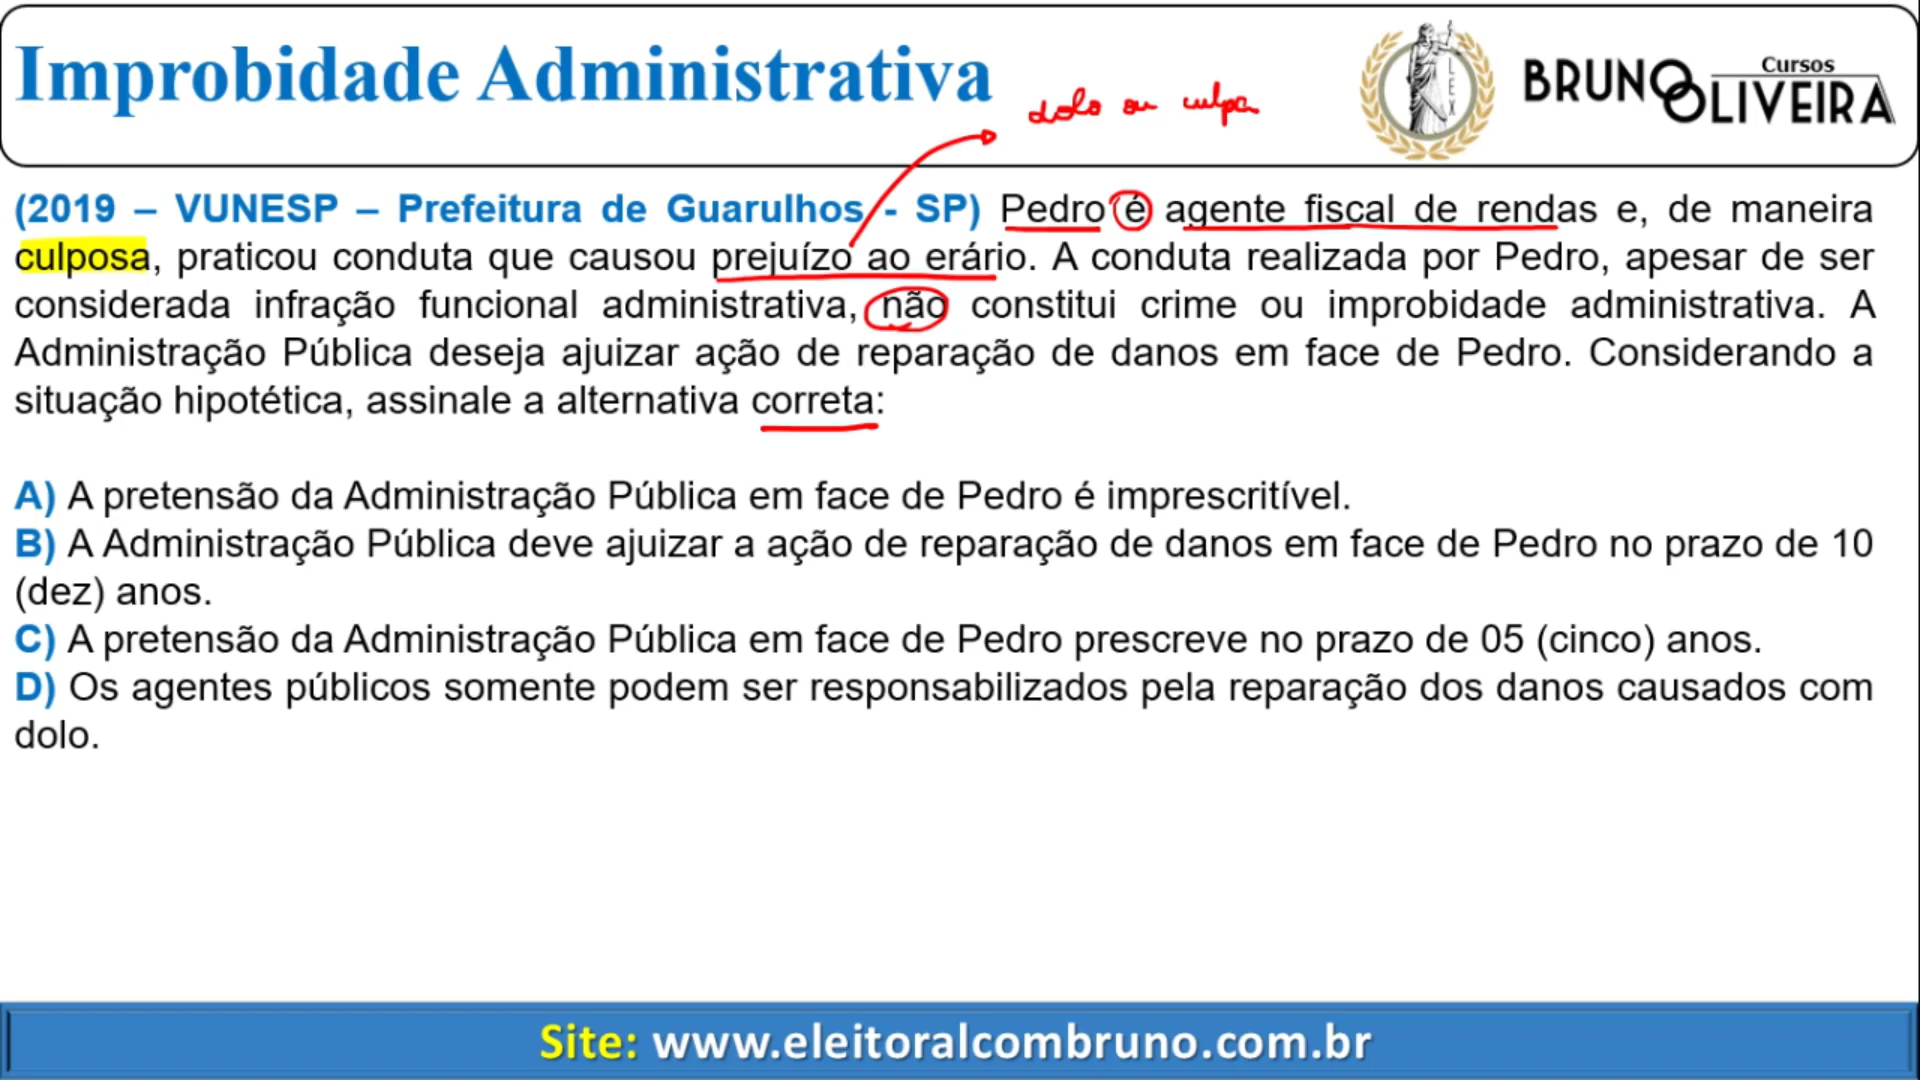 Improbidade Administrativa
dolo ou culpa
LEX
Cursos
BRUNO OLIVEIRA
(2019 – VUNESP – Prefeitura de Guarulhos - SP) Pedro é agente fiscal de rendas e, de maneira
culposa, praticou conduta que causou prejuízo ao erário. A conduta realizada por Pedro, apesar de ser
considerada infração funcional administrativa, não constitui crime ou improbidade administrativa. A
Administração Pública deseja ajuizar ação de reparação de danos em face de Pedro. Considerando a
situação hipotética, assinale a alternativa correta:
A) A pretensão da Administração Pública em face de Pedro é imprescritível.
B) A Administração Pública deve ajuizar a ação de reparação de danos em face de Pedro no prazo de 10
(dez) anos.
C) A pretensão da Administração Pública em face de Pedro prescreve no prazo de 05 (cinco) anos.
D) Os agentes públicos somente podem ser responsabilizados pela reparação dos danos causados com
dolo.
Site: www.eleitoralcombruno.com.br